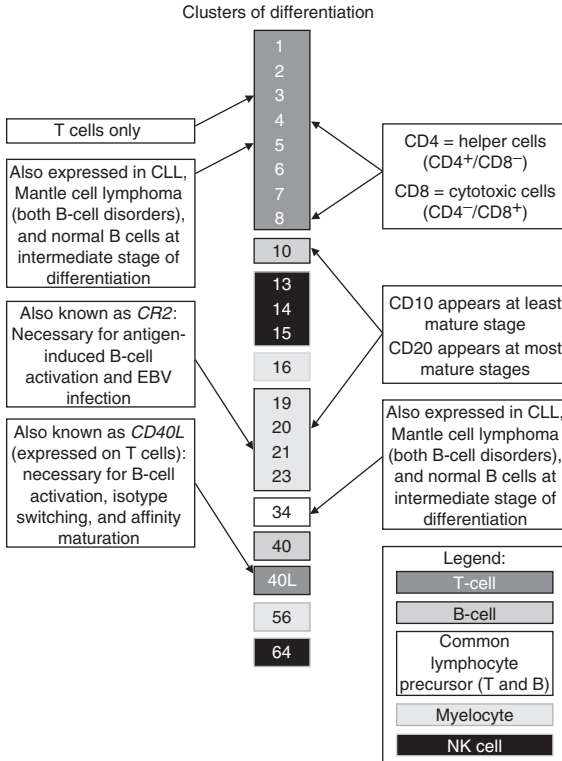 Clusters of differentiation
1
2
3
4
5
6
7
8
10
13
14
15
16
19
20
21
23
34
40
40L
56
64
T cells only
Also expressed in CLL,
Mantle cell lymphoma
(both B-cell disorders),
and normal B cells at
intermediate stage of
differentiation
Also known as CR2:
Necessary for antigen-
induced B-cell
activation and EBV
infection
Also known as CD40L
(expressed on T cells):
necessary for B-cell
activation, isotype
switching, and affinity
maturation
CD4 = helper cells
(CD4⁺/CD8⁻)
CD8 = cytotoxic cells
(CD4⁻/CD8⁺)
CD10 appears at least
mature stage
CD20 appears at most
mature stages
Also expressed in CLL,
Mantle cell lymphoma
(both B-cell disorders),
and normal B cells at
intermediate stage of
differentiation
Legend:
T-cell
B-cell
Common
lymphocyte
precursor (T and B)
Myelocyte
NK cell